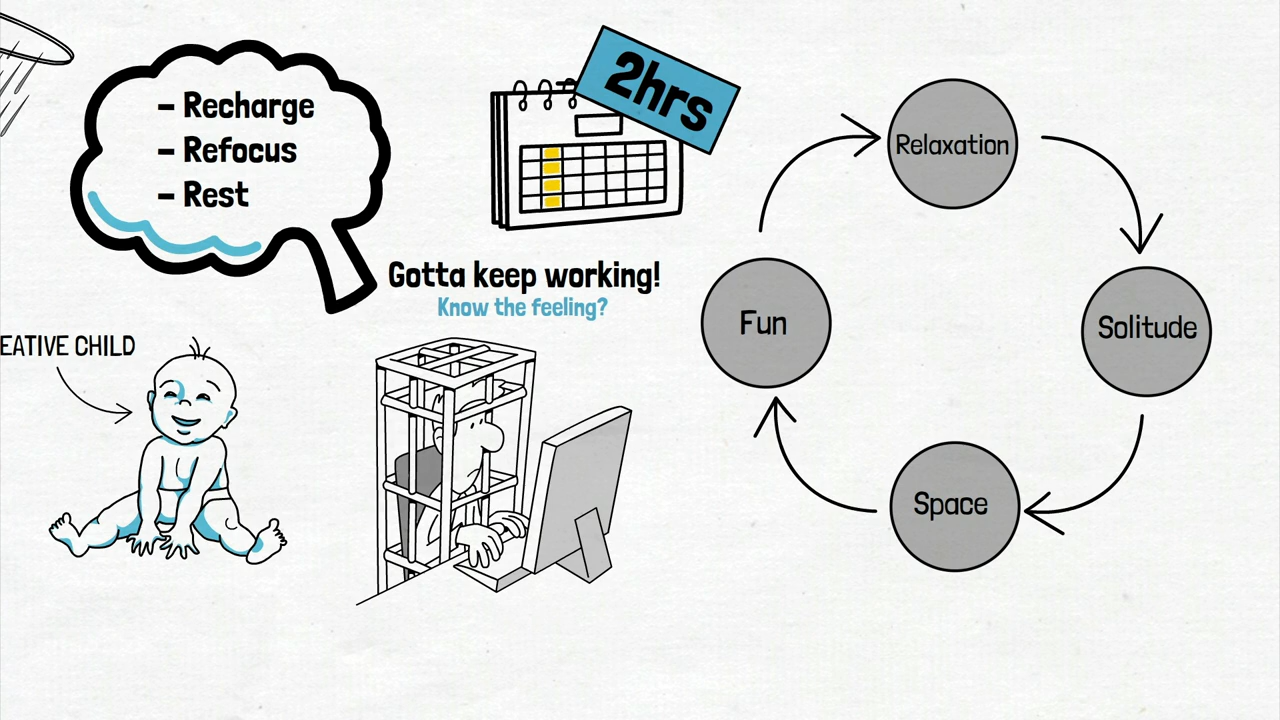 – Recharge
– Refocus
– Rest
2hrs
Gotta keep working!
Know the feeling?
EATIVE CHILD
Relaxation
Solitude
Space
Fun